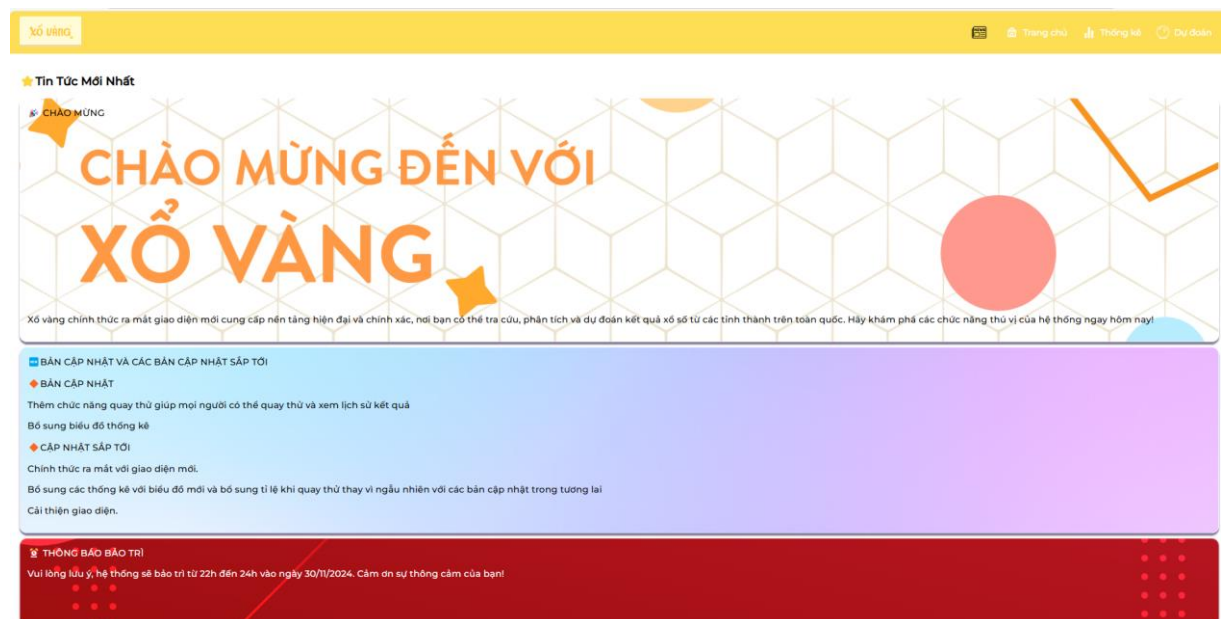 XỔ VÀNG
Trang chủ Thống kê Dự đoán
Tin Tức Mới Nhất
CHÀO MỪNG
CHÀO MỪNG ĐẾN VỚI
XỔ VÀNG
Xổ vàng chính thức ra mắt giao diện mới cung cấp nền tảng hiện đại và chính xác, nơi bạn có thể tra cứu, phân tích và dự đoán kết quả xổ số từ các tỉnh thành trên toàn quốc. Hãy khám phá các chức năng thú vị của hệ thống ngay hôm nay!
BẢN CẬP NHẬT VÀ CÁC BẢN CẬP NHẬT SẮP TỚI
BẢN CẬP NHẬT
Thêm chức năng quay thử giúp mọi người có thể quay thử và xem lịch sử kết quả
Bổ sung biểu đồ thống kê
CẬP NHẬT SẮP TỚI
Chính thức ra mắt với giao diện mới.
Bổ sung các thống kê với biểu đồ mới và bổ sung tỉ lệ khi quay thử thay vì ngẫu nhiên với các bản cập nhật trong tương lai
Cải thiện giao diện.
THÔNG BÁO BẢO TRÌ
Vui lòng lưu ý, hệ thống sẽ bảo trì từ 22h đến 24h vào ngày 30/11/2024. Cảm ơn sự thông cảm của bạn!